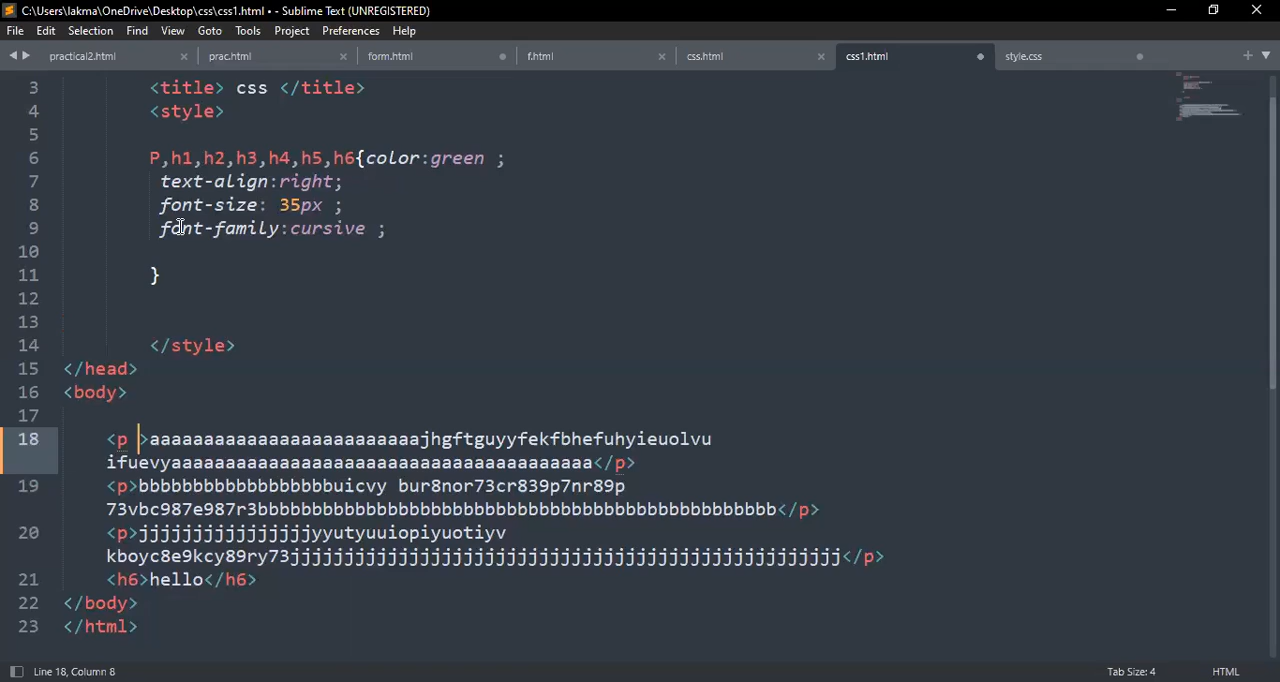 C:\Users\lakma\OneDrive\Desktop\css\css1.html • - Sublime Text (UNREGISTERED)
File Edit Selection Find View Goto Tools Project Preferences Help
practical2.html prac.html form.html f.html css.html css1.html style.css
3 <title> css </title>
4 <style>
5
6 P,h1,h2,h3,h4,h5,h6{color:green ;
7 text-align:right;
8 font-size: 35px ;
9 font-family:cursive ;
10
11 }
12
13
14 </style>
15 </head>
16 <body>
17
18 <p >aaaaaaaaaaaaaaaaaaaaaaaaajhgftguyyfekfbhefuhyieuolvu
ifuevyaaaaaaaaaaaaaaaaaaaaaaaaaaaaaaaaaaaaaaa</p>
19 <p>bbbbbbbbbbbbbbbbbbuicvy bur8nor73cr839p7nr89p
73vbc987e987r3bbbbbbbbbbbbbbbbbbbbbbbbbbbbbbbbbbbbbbbbbbbbbbbb</p>
20 <p>jjjjjjjjjjjjjjjjyyutyuuiopiyuotiyv
kboyc8e9kcy89ry73jjjjjjjjjjjjjjjjjjjjjjjjjjjjjjjjjjjjjjjjjjjjjjjjjjj</p>
21 <h6>hello</h6>
22 </body>
23 </html>
Line 18, Column 8 Tab Size: 4 HTML